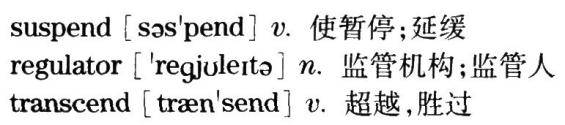 suspend [səs'pend] v. 使暂停;延缓
regulator ['regjʊleɪtə] n. 监管机构;监管人
transcend [træn'send] v. 超越,胜过